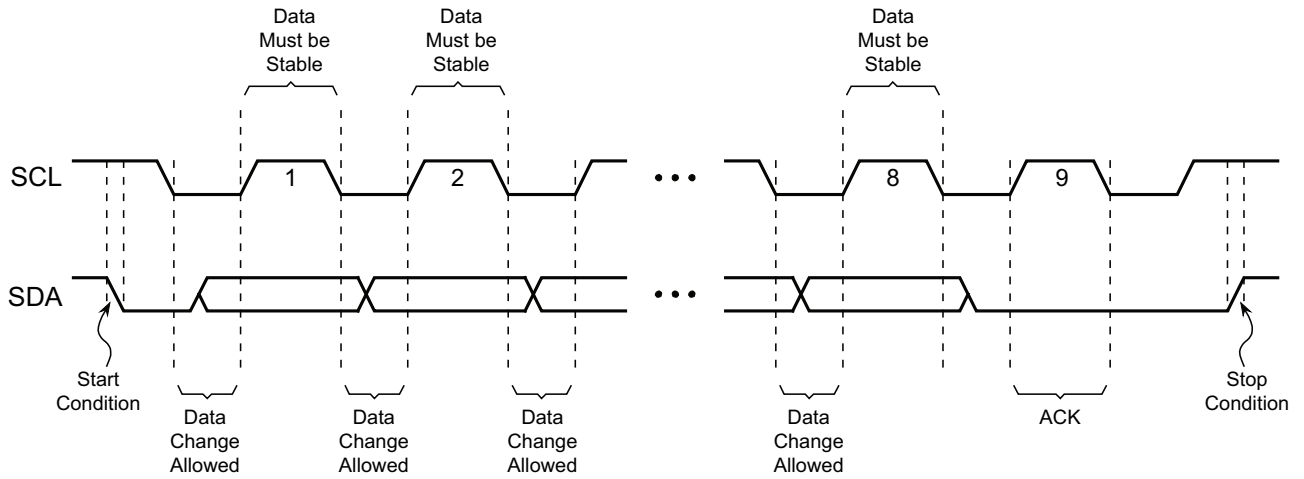 Data
Must be
Stable
Data
Must be
Stable
Data
Must be
Stable
SCL
1
2
8
9
SDA
Start
Condition
Data
Change
Allowed
Data
Change
Allowed
Data
Change
Allowed
Data
Change
Allowed
ACK
Stop
Condition